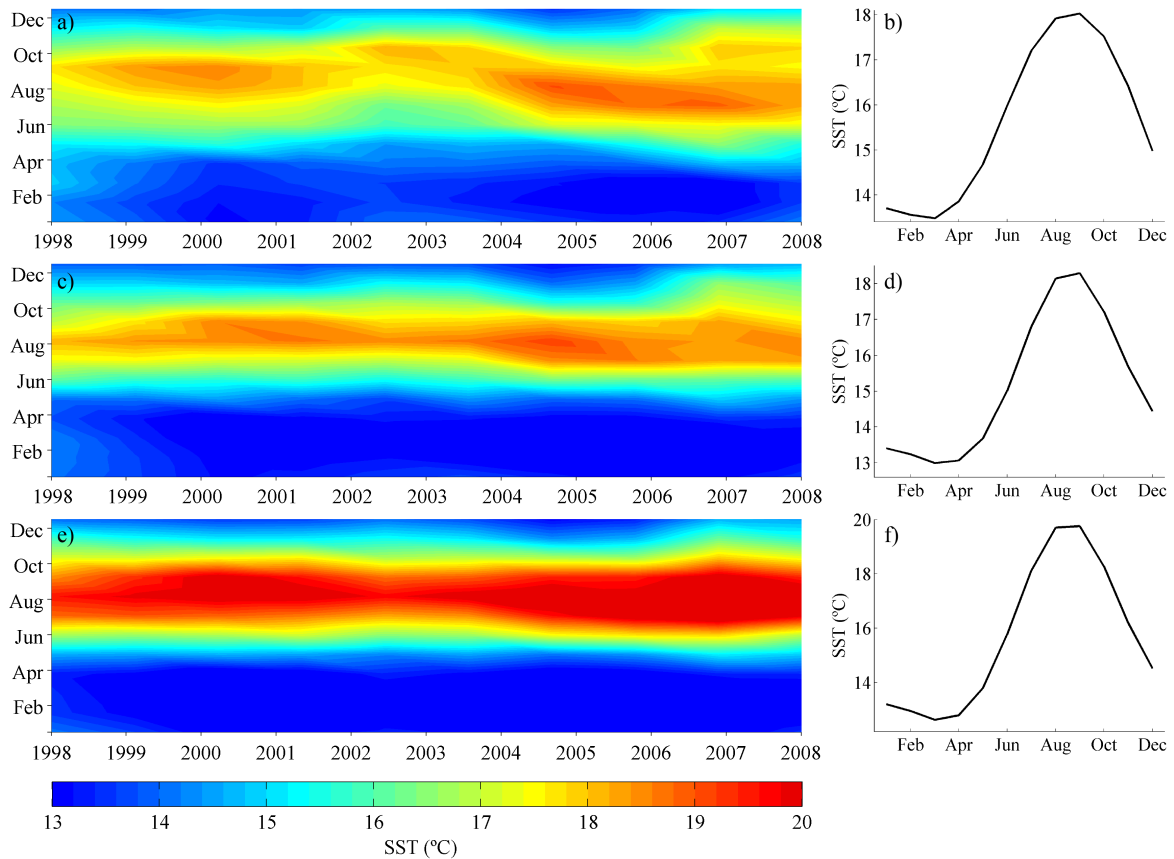 a)
Dec
Oct
Aug
Jun
Apr
Feb
1998 1999 2000 2001 2002 2003 2004 2005 2006 2007 2008
b)
SST (ºC)
18
17
16
15
14
Feb Apr Jun Aug Oct Dec
c)
Dec
Oct
Aug
Jun
Apr
Feb
1998 1999 2000 2001 2002 2003 2004 2005 2006 2007 2008
d)
SST (ºC)
18
17
16
15
14
13
Feb Apr Jun Aug Oct Dec
e)
Dec
Oct
Aug
Jun
Apr
Feb
1998 1999 2000 2001 2002 2003 2004 2005 2006 2007 2008
f)
SST (ºC)
20
18
16
14
Feb Apr Jun Aug Oct Dec
13 14 15 16 17 18 19 20
SST (ºC)